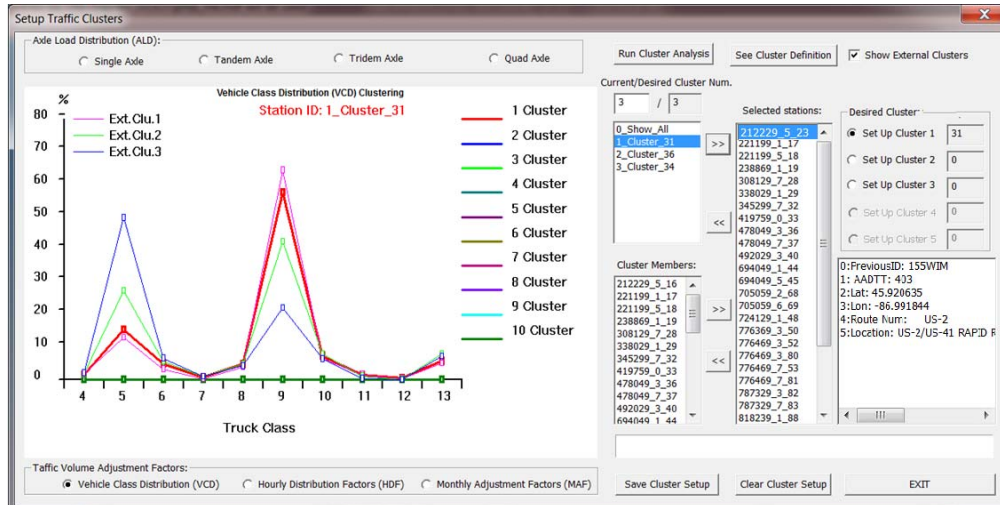 Setup Traffic Clusters
X
Axle Load Distribution (ALD):
Single Axle
Tandem Axle
Tridem Axle
Quad Axle
Run Cluster Analysis
See Cluster Definition
Show External Clusters
Vehicle Class Distribution (VCD) Clustering
Station ID: 1_Cluster_31
%
80
70
60
50
40
30
20
10
0
Ext.Clu.1
Ext.Clu.2
Ext.Clu.3
4 5 6 7 8 9 10 11 12 13
Truck Class
1 Cluster
2 Cluster
3 Cluster
4 Cluster
5 Cluster
6 Cluster
7 Cluster
8 Cluster
9 Cluster
10 Cluster
Current/Desired Cluster Num.
3 / 3
0_Show_All
1_Cluster_31
2_Cluster_36
3_Cluster_34
>>
<<
Cluster Members:
212229_5_16
221199_1_17
221199_5_18
238869_1_19
308129_7_28
338029_1_29
345299_7_32
419759_0_33
478049_3_36
478049_7_37
492029_3_40
694049_1_44
>>
<<
Selected stations:
212229_5_23
221199_1_17
221199_5_18
238869_1_19
308129_7_28
338029_1_29
345299_7_32
419759_0_33
478049_3_36
478049_7_37
492029_3_40
694049_1_44
694049_5_45
705059_2_68
705059_6_69
724129_1_48
776369_3_50
776469_3_52
776469_3_80
776469_7_53
776469_7_81
787329_3_82
787329_7_83
818239_1_88
Desired Cluster:
Set Up Cluster 1 31
Set Up Cluster 2 0
Set Up Cluster 3 0
Set Up Cluster 4 0
Set Up Cluster 5 0
0:PreviousID: 155WIM
1: AADTT: 403
2:Lat: 45.920635
3:Lon: -86.991844
4:Route Num: US-2
5:Location: US-2/US-41 RAPID R
Taffic Volume Adjustment Factors:
Vehicle Class Distribution (VCD)
Hourly Distribution Factors (HDF)
Monthly Adjustment Factors (MAF)
Save Cluster Setup
Clear Cluster Setup
EXIT